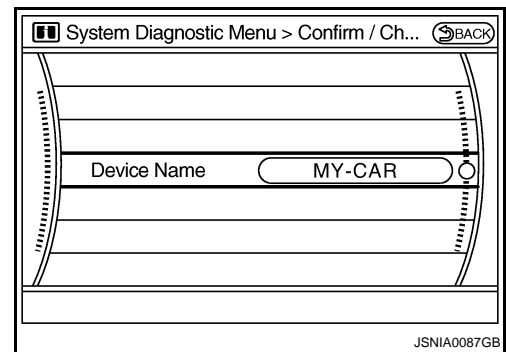 System Diagnostic Menu > Confirm / Ch... BACK
Device Name MY-CAR
JSNIA0087GB